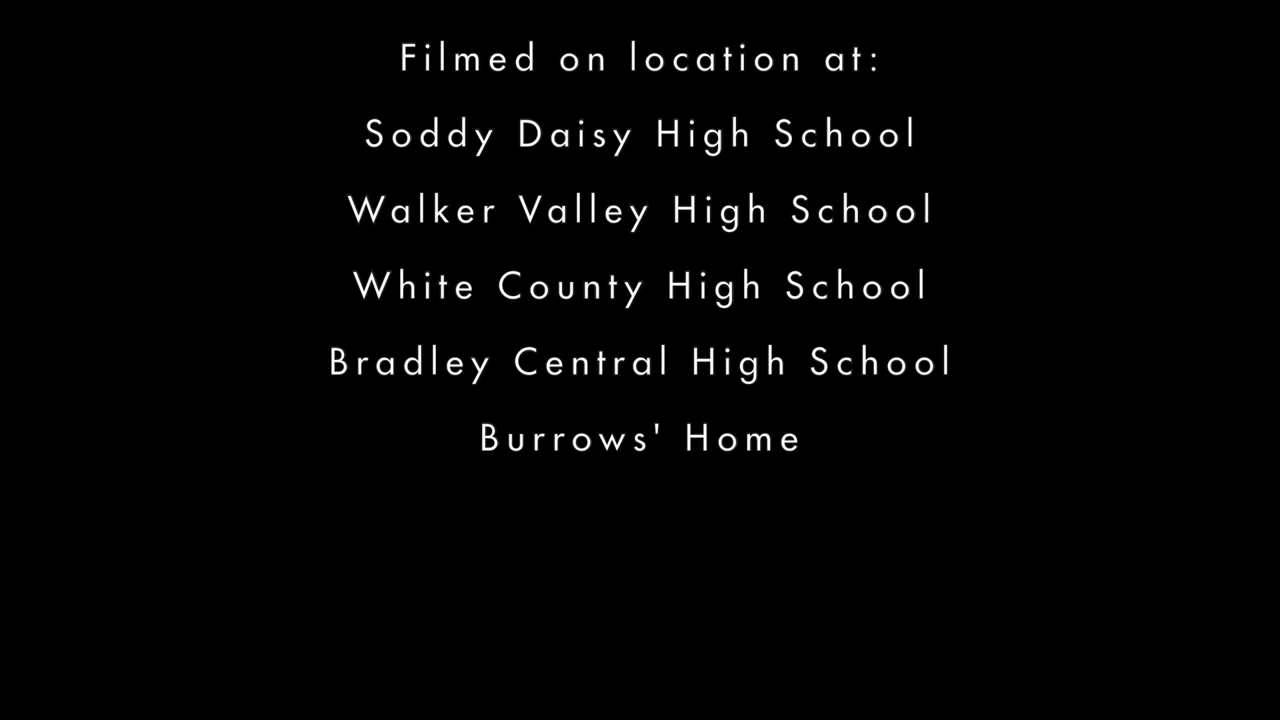 Filmed on location at:
Soddy Daisy High School
Walker Valley High School
White County High School
Bradley Central High School
Burrows' Home